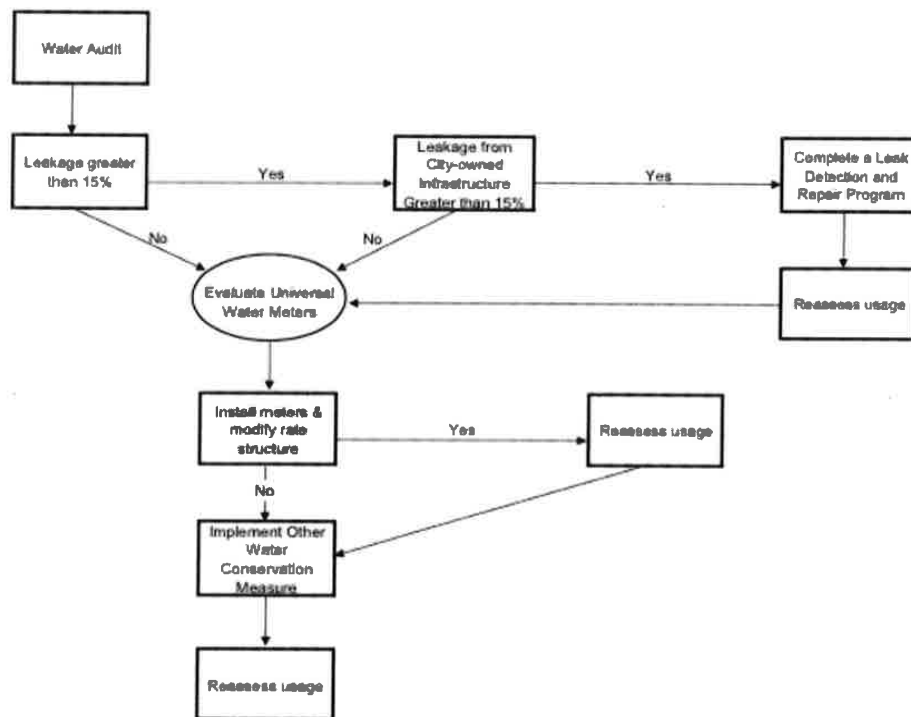 Water Audit
Leakage greater
than 15%
Yes
Leakage from
City-owned
Infrastructure
Greater than 15%
Yes
Complete a Leak
Detection and
Repair Program
No
No
Evaluate Universal
Water Meters
Reassess usage
Install meters &
modify rate
structure
Yes
Reassess usage
No
Implement Other
Water
Conservation
Measure
Reassess usage